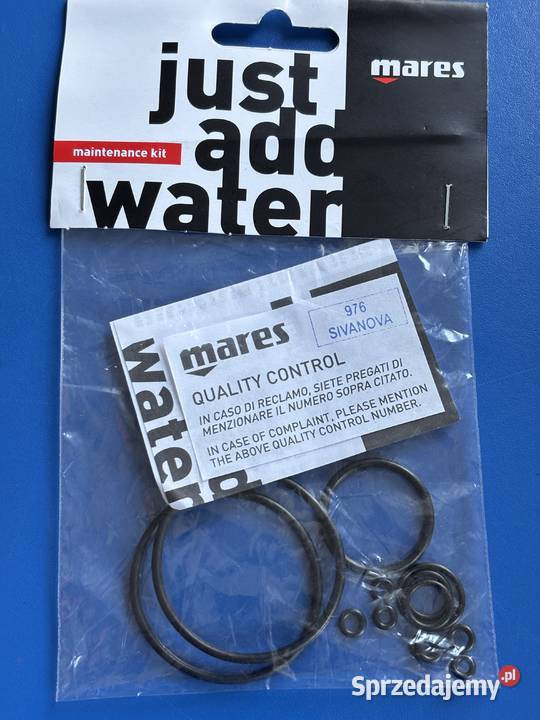 just
add
water
maintenance kit
mares
mares
976
SIVANOVA
QUALITY CONTROL
IN CASO DI RECLAMO, SIETE PREGATI DI
MENZIONARE IL NUMERO SOPRA CITATO.
IN CASE OF COMPLAINT, PLEASE MENTION
THE ABOVE QUALITY CONTROL NUMBER.
water
Sprzedajemy.pl